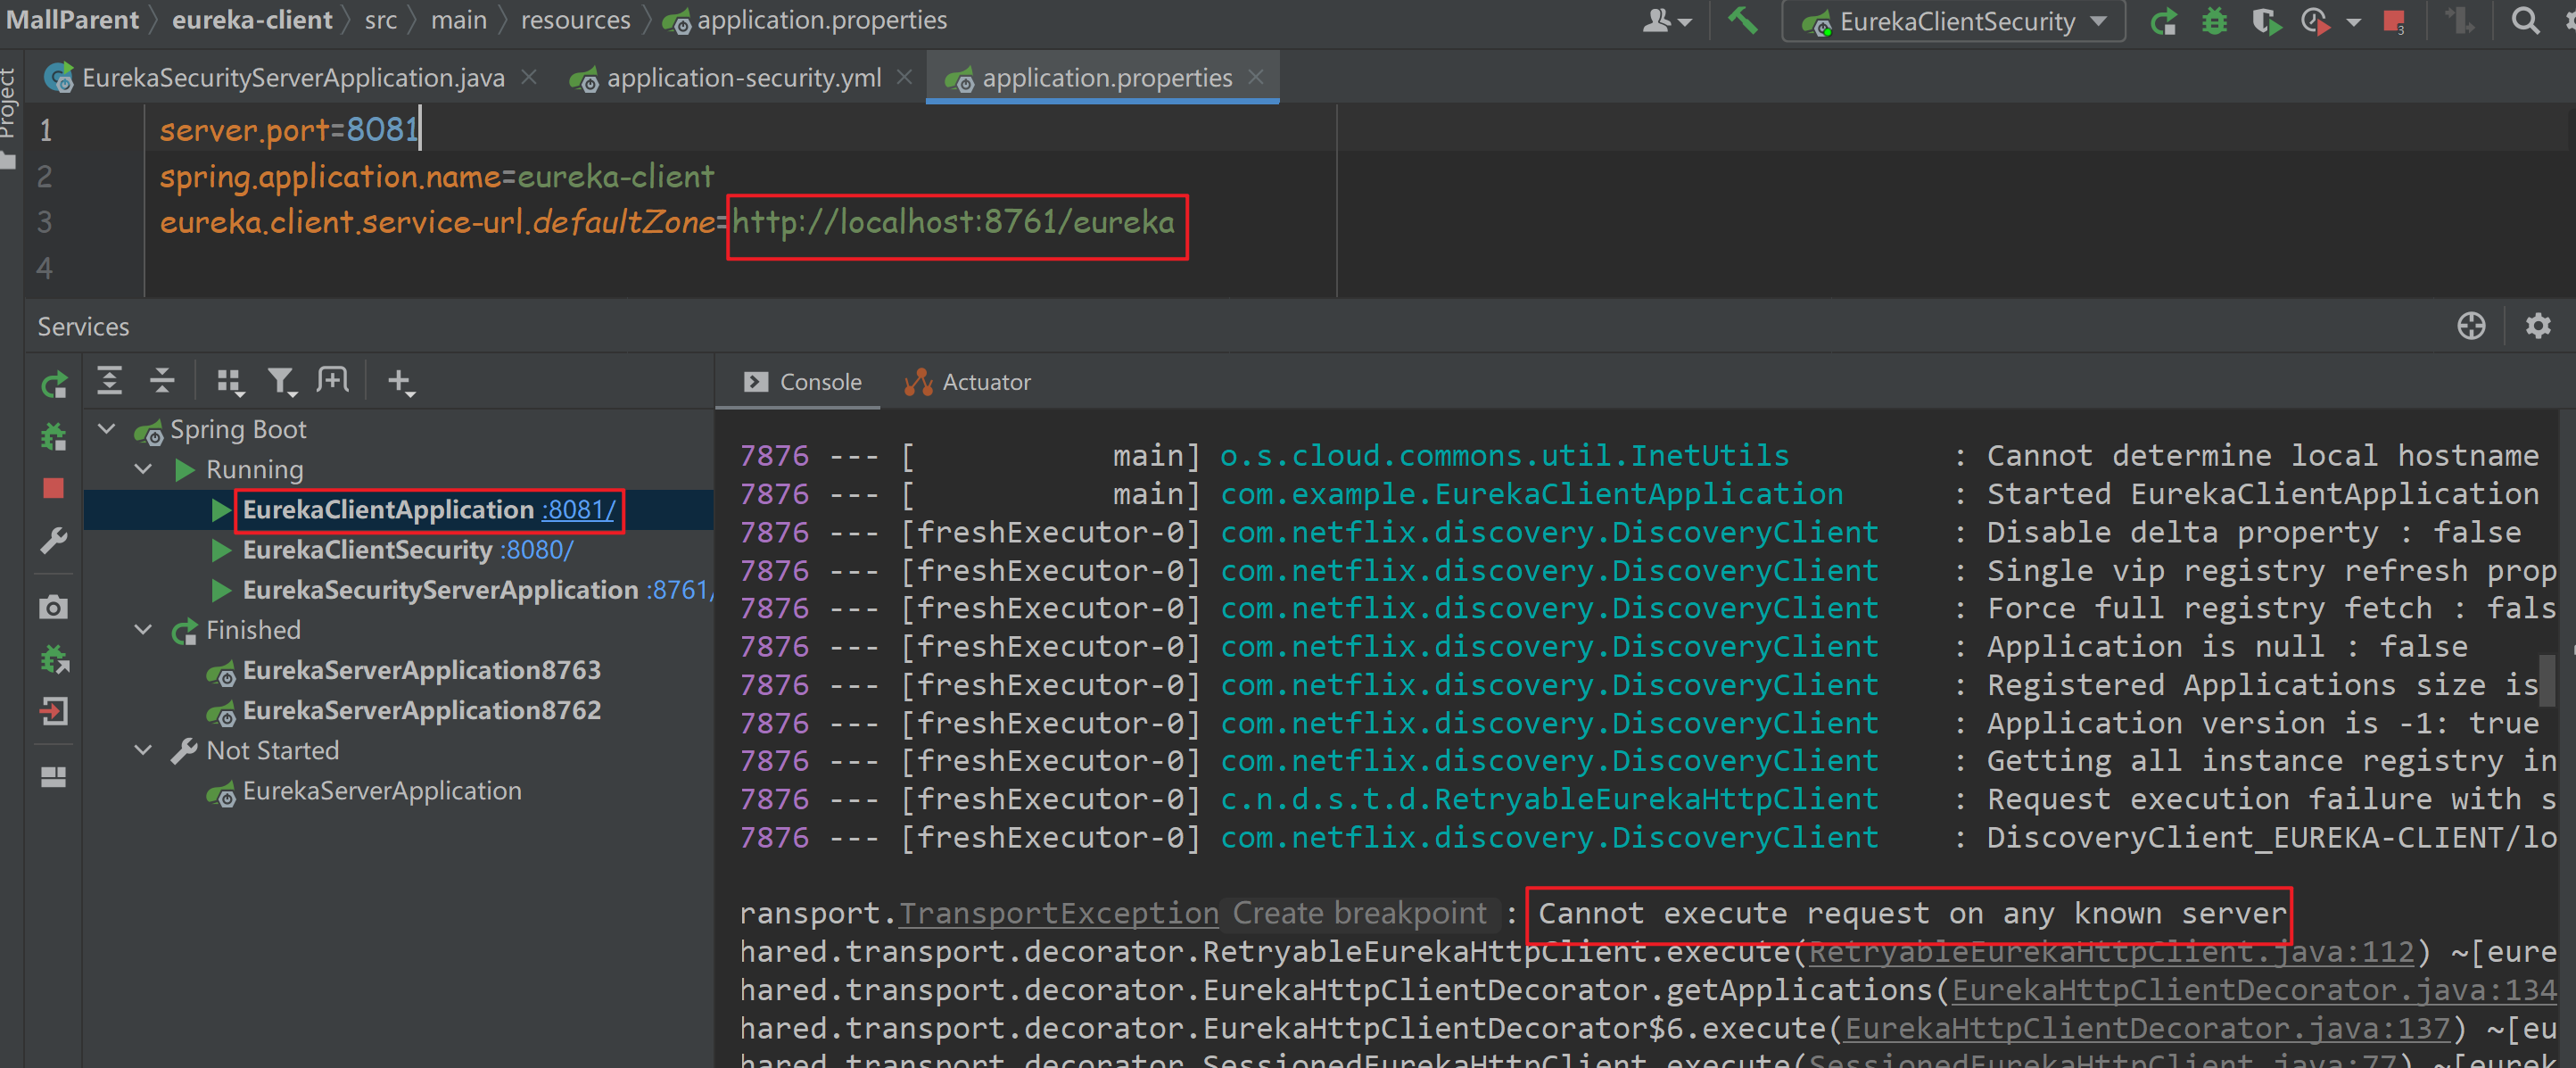 MallParent eureka-client src main resources application.properties EurekaClientSecurity 3
Project
EurekaSecurityServerApplication.java application-security.yml application.properties
1 server.port=8081
2 spring.application.name=eureka-client
3 eureka.client.service-url.defaultZone=http://localhost:8761/eureka
4
Services
Console Actuator
Spring Boot
Running
EurekaClientApplication :8081/
EurekaClientSecurity :8080/
EurekaSecurityServerApplication :8761/
Finished
EurekaServerApplication8763
EurekaServerApplication8762
Not Started
EurekaServerApplication
7876 --- [           main] o.s.cloud.commons.util.InetUtils         : Cannot determine local hostname
7876 --- [           main] com.example.EurekaClientApplication      : Started EurekaClientApplication
7876 --- [freshExecutor-0] com.netflix.discovery.DiscoveryClient    : Disable delta property : false
7876 --- [freshExecutor-0] com.netflix.discovery.DiscoveryClient    : Single vip registry refresh prop
7876 --- [freshExecutor-0] com.netflix.discovery.DiscoveryClient    : Force full registry fetch : fals
7876 --- [freshExecutor-0] com.netflix.discovery.DiscoveryClient    : Application is null : false
7876 --- [freshExecutor-0] com.netflix.discovery.DiscoveryClient    : Registered Applications size is
7876 --- [freshExecutor-0] com.netflix.discovery.DiscoveryClient    : Application version is -1: true
7876 --- [freshExecutor-0] com.netflix.discovery.DiscoveryClient    : Getting all instance registry in
7876 --- [freshExecutor-0] c.n.d.s.t.d.RetryableEurekaHttpClient    : Request execution failure with s
7876 --- [freshExecutor-0] com.netflix.discovery.DiscoveryClient    : DiscoveryClient_EUREKA-CLIENT/lo
ransport.TransportException Create breakpoint : Cannot execute request on any known server
hared.transport.decorator.RetryableEurekaHttpClient.execute(RetryableEurekaHttpClient.java:112) ~[eure
hared.transport.decorator.EurekaHttpClientDecorator.getApplications(EurekaHttpClientDecorator.java:134
hared.transport.decorator.EurekaHttpClientDecorator$6.execute(EurekaHttpClientDecorator.java:137) ~[eu
hared.transport.decorator.SessionedEurekaHttpClient.execute(SessionedEurekaHttpClient.java:77) ~[eurek